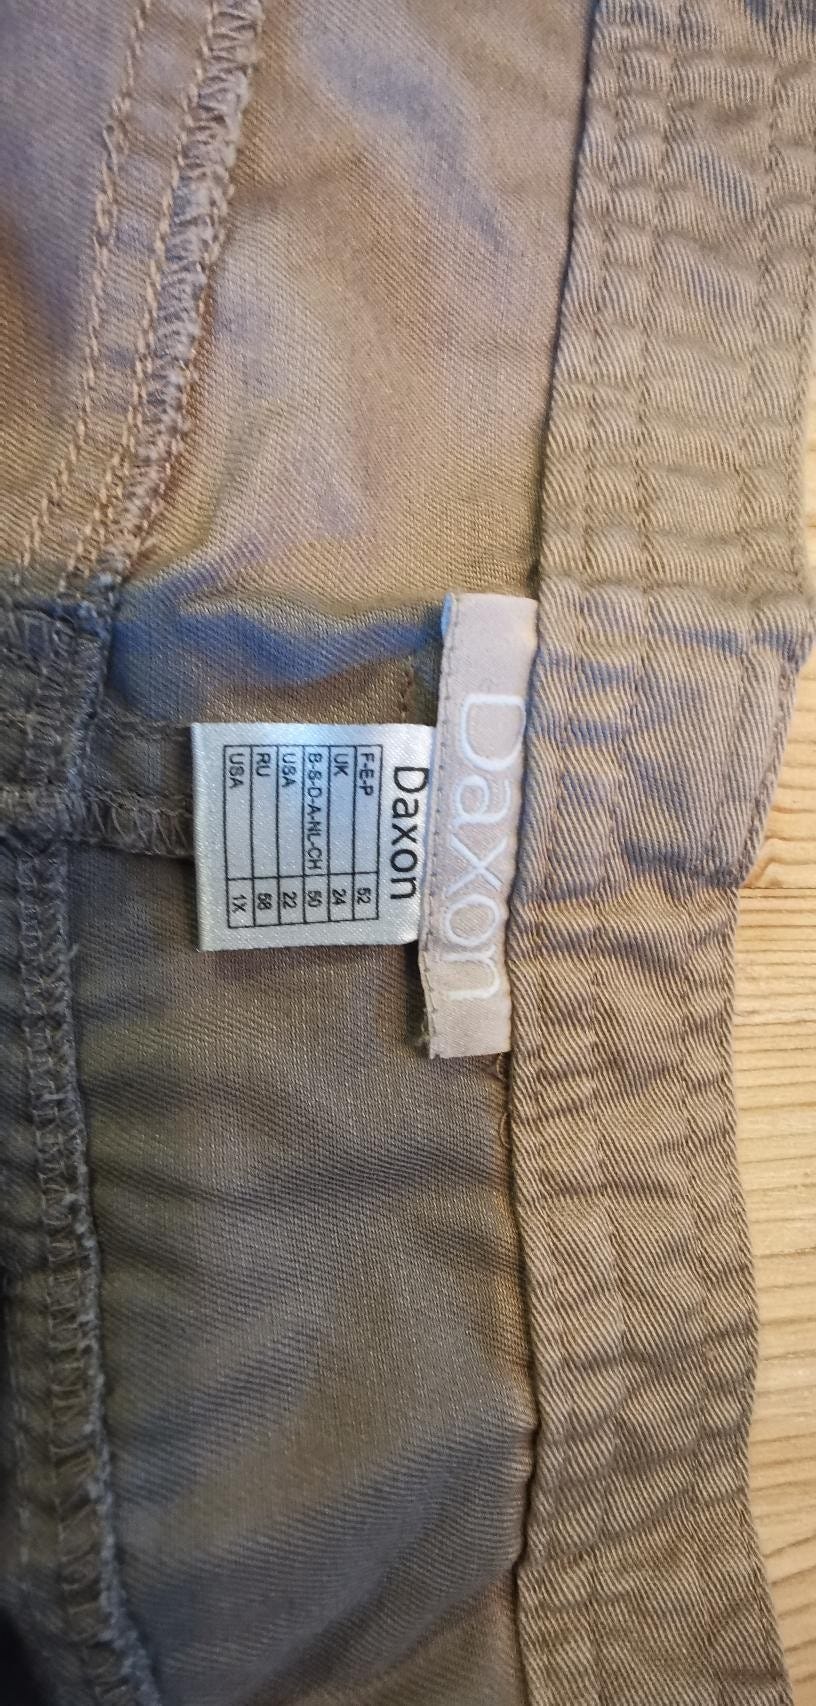 Daxon
Daxon
F-E-P 52
UK 24
B-S-D-A-NL-CH 50
USA 22
RU 58
USA 1X